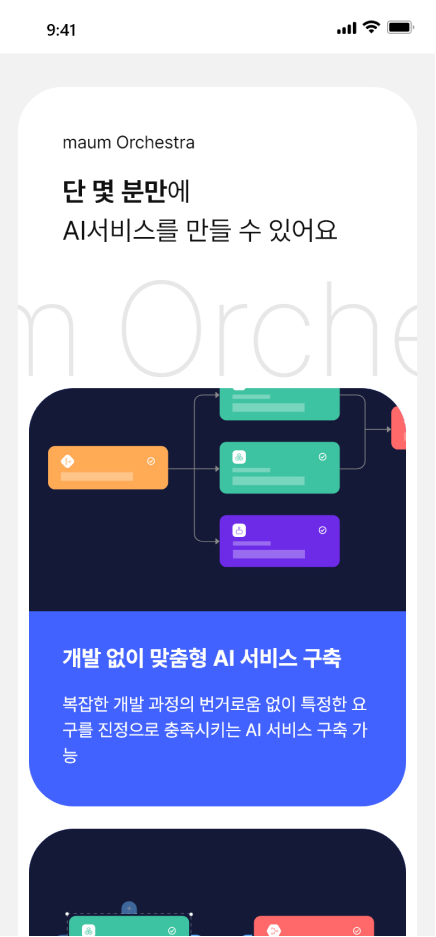 9:41
maum Orchestra
단 몇 분만에
AI서비스를 만들 수 있어요
m Orche
개발 없이 맞춤형 AI 서비스 구축
복잡한 개발 과정의 번거로움 없이 특정한 요
구를 진정으로 충족시키는 AI 서비스 구축 가
능